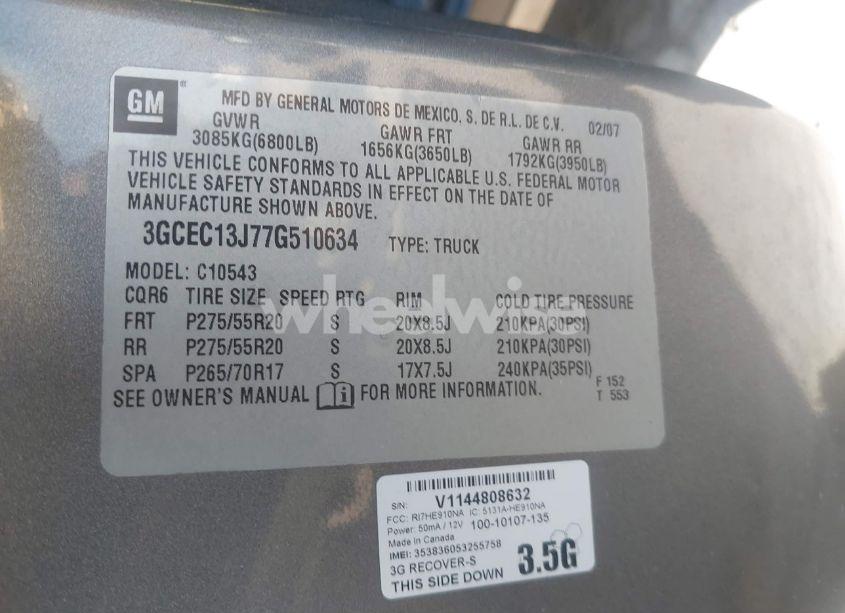 GM ®
MFD BY GENERAL MOTORS DE MEXICO. S. DE R.L. DE C.V. 02/07
GVWR GAWR FRT GAWR RR
3085KG(6800LB) 1656KG(3650LB) 1792KG(3950LB)
THIS VEHICLE CONFORMS TO ALL APPLICABLE U.S. FEDERAL MOTOR
VEHICLE SAFETY STANDARDS IN EFFECT ON THE DATE OF
MANUFACTURE SHOWN ABOVE.
3GCEC13J77G510634 TYPE: TRUCK
MODEL: C10543
CQR6 TIRE SIZE SPEED RTG RIM COLD TIRE PRESSURE
FRT P275/55R20 S 20X8.5J 210KPA(30PSI)
RR P275/55R20 S 20X8.5J 210KPA(30PSI)
SPA P265/70R17 S 17X7.5J 240KPA(35PSI)
SEE OWNER'S MANUAL i FOR MORE INFORMATION.
F 152
T 553
wheelwise
S/N: V1144808632
FCC: RI7HE910NA IC: 5131A-HE910NA
Power: 50mA / 12V 100-10107-135
Made in Canada
IMEI: 353836053255758
3G RECOVER-S
THIS SIDE DOWN 3.5G